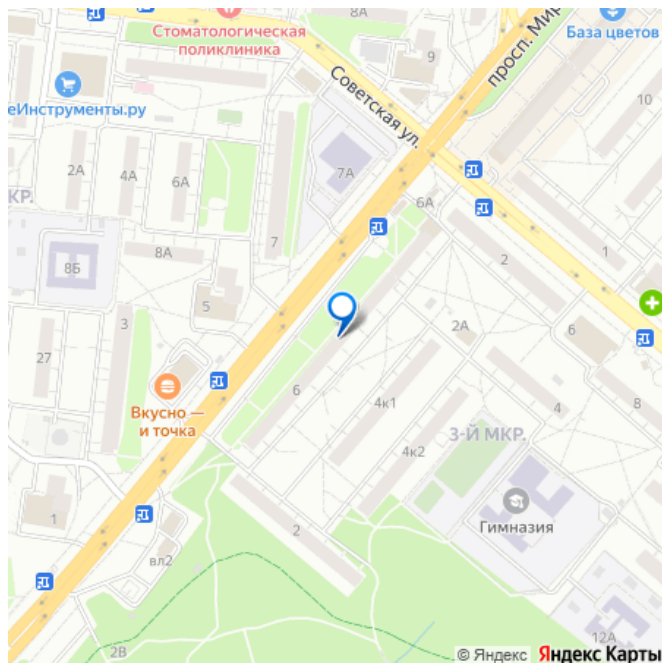 8А
Стоматологическая
поликлиника
9
просп. Мир
База цветов
Советская ул.
10
еИнструменты.ру
2А
4А
6А
7А
МКР.
6А
7
8А
2
1
8Б
5
3
2А
6
27
6
4к1
4
8
Вкусно —
и точка
4к2
3-Й МКР.
Гимназия
1
2
вл2
2В
12А
© Яндекс Яндекс Карты